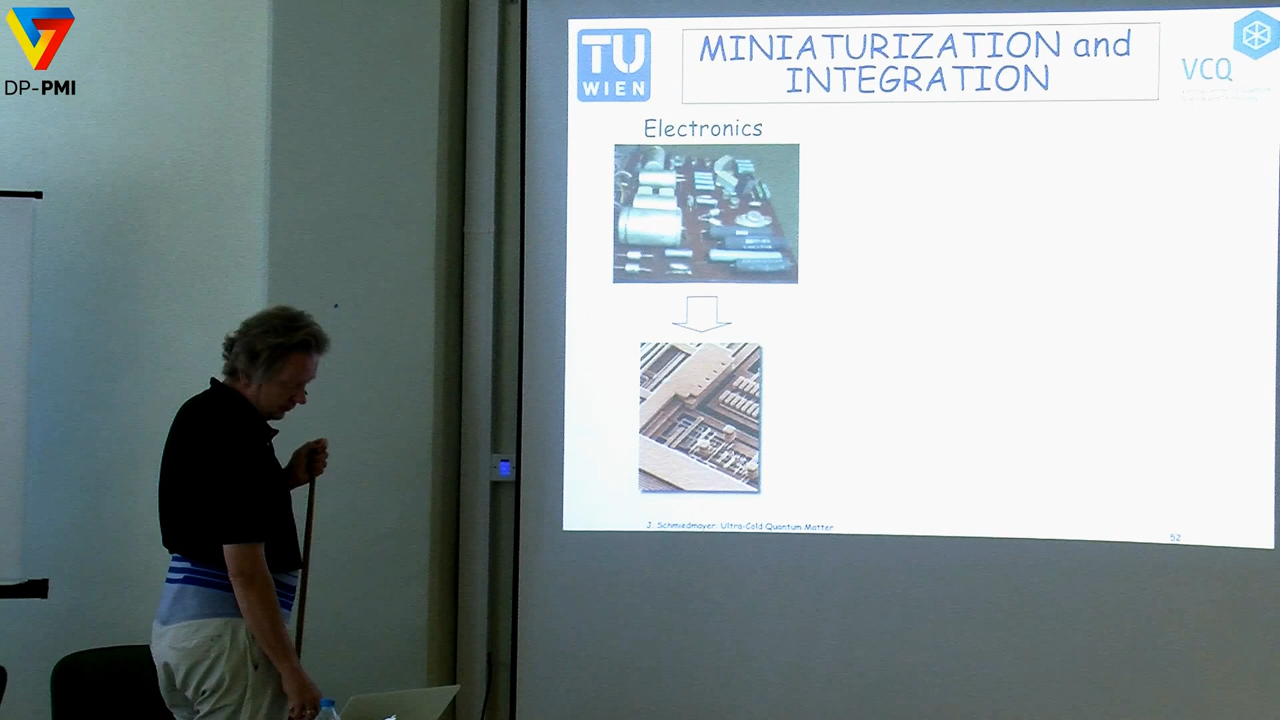 DP-PMI
TU
WIEN
MINIATURIZATION and
INTEGRATION
VCQ
Electronics
J. Schmiedmayer: Ultra-Cold Quantum Matter
52